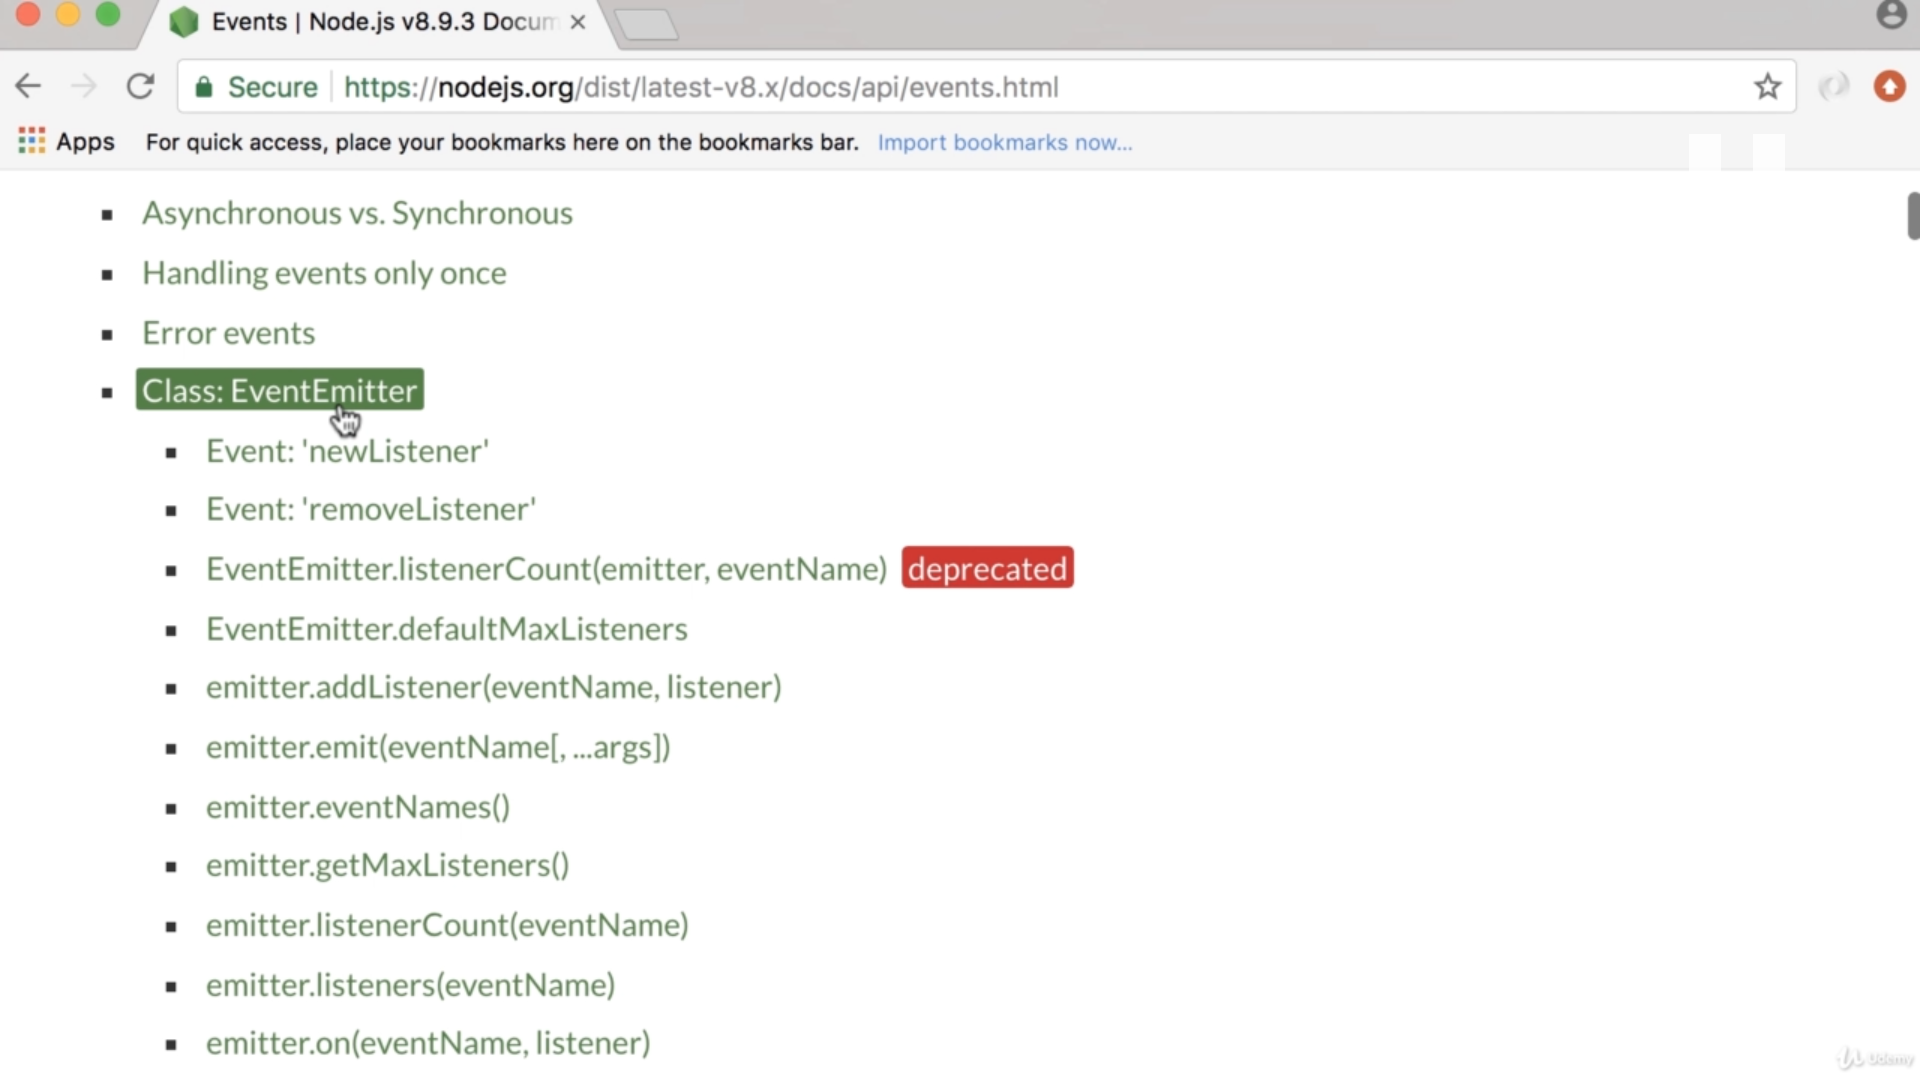 Events | Node.js v8.9.3 Docum
Secure https://nodejs.org/dist/latest-v8.x/docs/api/events.html
Apps For quick access, place your bookmarks here on the bookmarks bar. Import bookmarks now...
Asynchronous vs. Synchronous
Handling events only once
Error events
Class: EventEmitter
Event: 'newListener'
Event: 'removeListener'
EventEmitter.listenerCount(emitter, eventName) deprecated
EventEmitter.defaultMaxListeners
emitter.addListener(eventName, listener)
emitter.emit(eventName[, ...args])
emitter.eventNames()
emitter.getMaxListeners()
emitter.listenerCount(eventName)
emitter.listeners(eventName)
emitter.on(eventName, listener)
Udemy